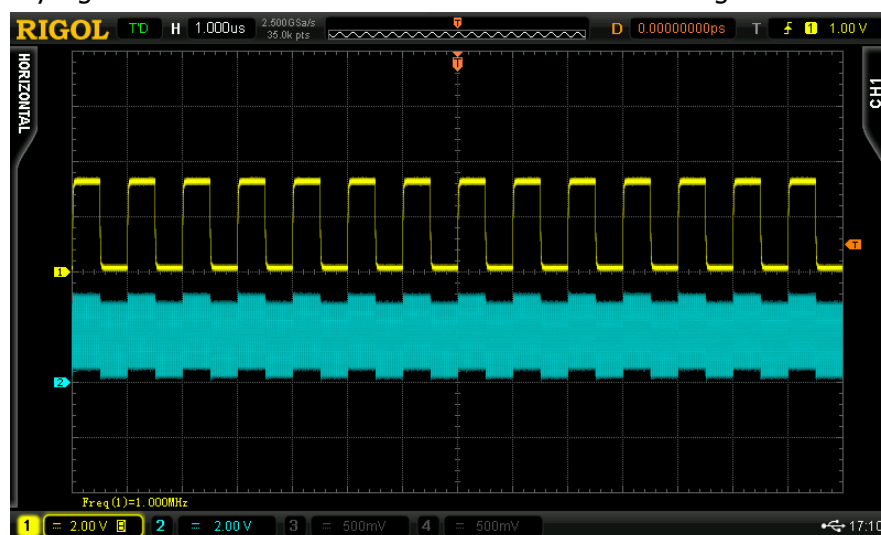 RIGOL T'D H 1.000us 2.500GSa/s 35.0k pts T D 0.00000000ps T 1 1.00 V
HORIZONTAL
T
CH1
1
T
2
Freq(1)=1.000MHz
1 = 2.00 V B 2 = 2.00 V 3 = 500mV 4 = 500mV 17:10